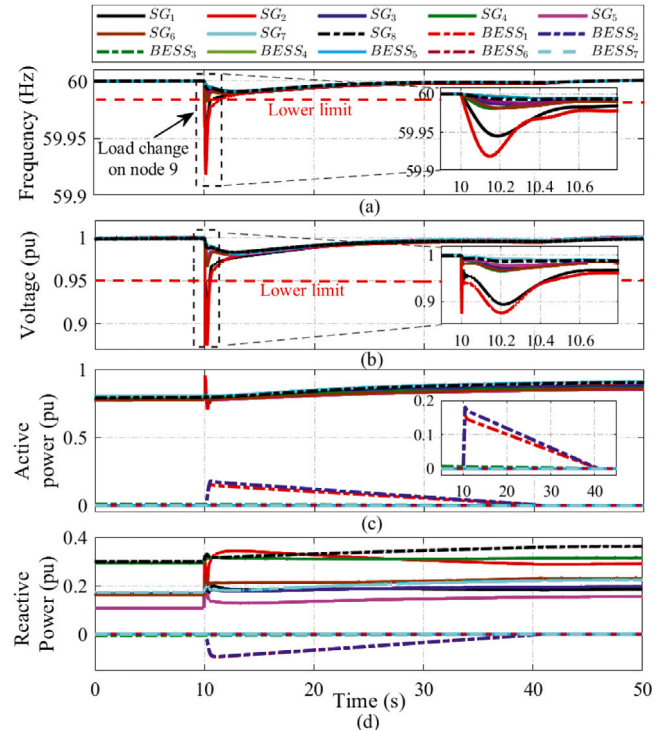 SG1 SG2 SG3 SG4 SG5
SG6 SG7 SG8 BESS1 BESS2
BESS3 BESS4 BESS5 BESS6 BESS7
Frequency (Hz)
60
59.95
59.9
Lower limit
Load change
on node 9
60
59.95
59.9
10 10.2 10.4 10.6
(a)
Voltage (pu)
1
0.95
0.9
Lower limit
1
0.9
10 10.2 10.4 10.6
(b)
Active
power (pu)
1
0.5
0
0.2
0.1
0
10 20 30 40
(c)
Reactive
Power (pu)
0.4
0.2
0
0 10 20 30 40 50
Time (s)
(d)